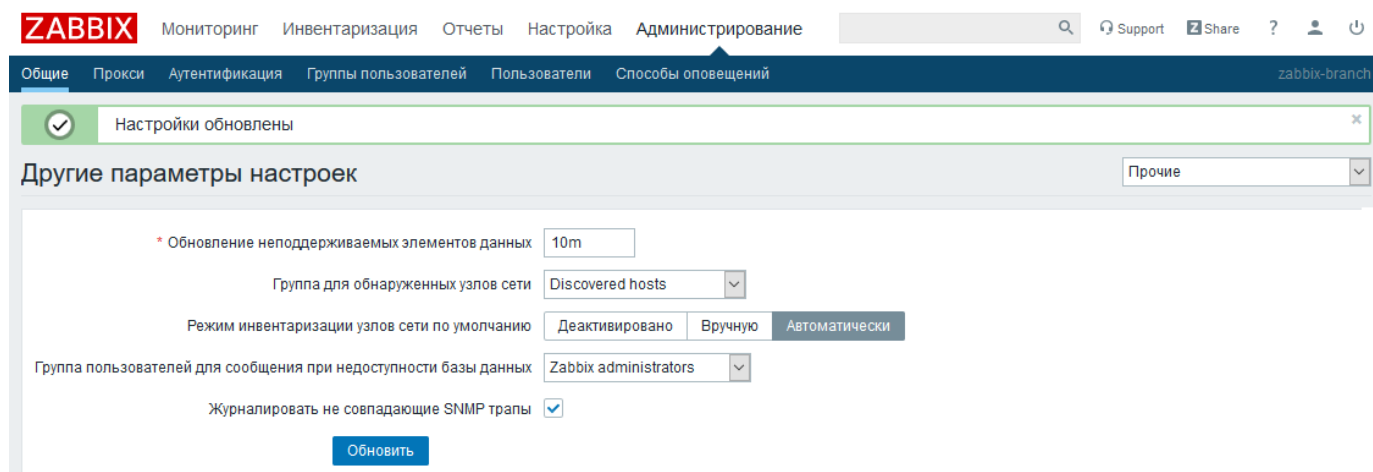 ZABBIX Мониторинг Инвентаризация Отчеты Настройка Администрирование Support Z Share ?
Общие Прокси Аутентификация Группы пользователей Пользователи Способы оповещений zabbix-branch
Настройки обновлены
Другие параметры настроек Прочие
* Обновление неподдерживаемых элементов данных 10m
Группа для обнаруженных узлов сети Discovered hosts
Режим инвентаризации узлов сети по умолчанию Деактивировано Вручную Автоматически
Группа пользователей для сообщения при недоступности базы данных Zabbix administrators
Журналировать не совпадающие SNMP трапы
Обновить